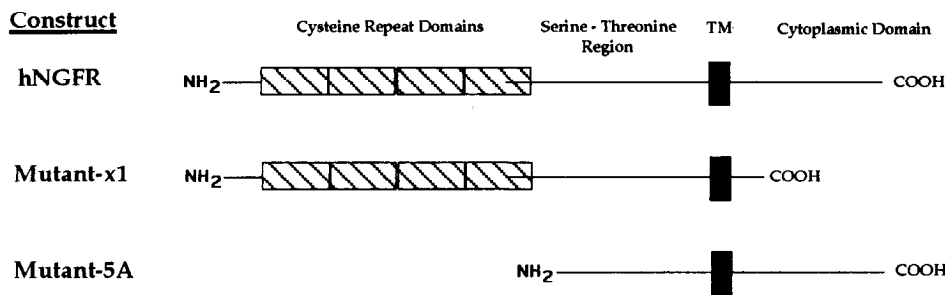 Construct
Cysteine Repeat Domains
Serine - Threonine
Region
TM
Cytoplasmic Domain
hNGFR
NH2
COOH
Mutant-x1
NH2
COOH
Mutant-5A
NH2
COOH